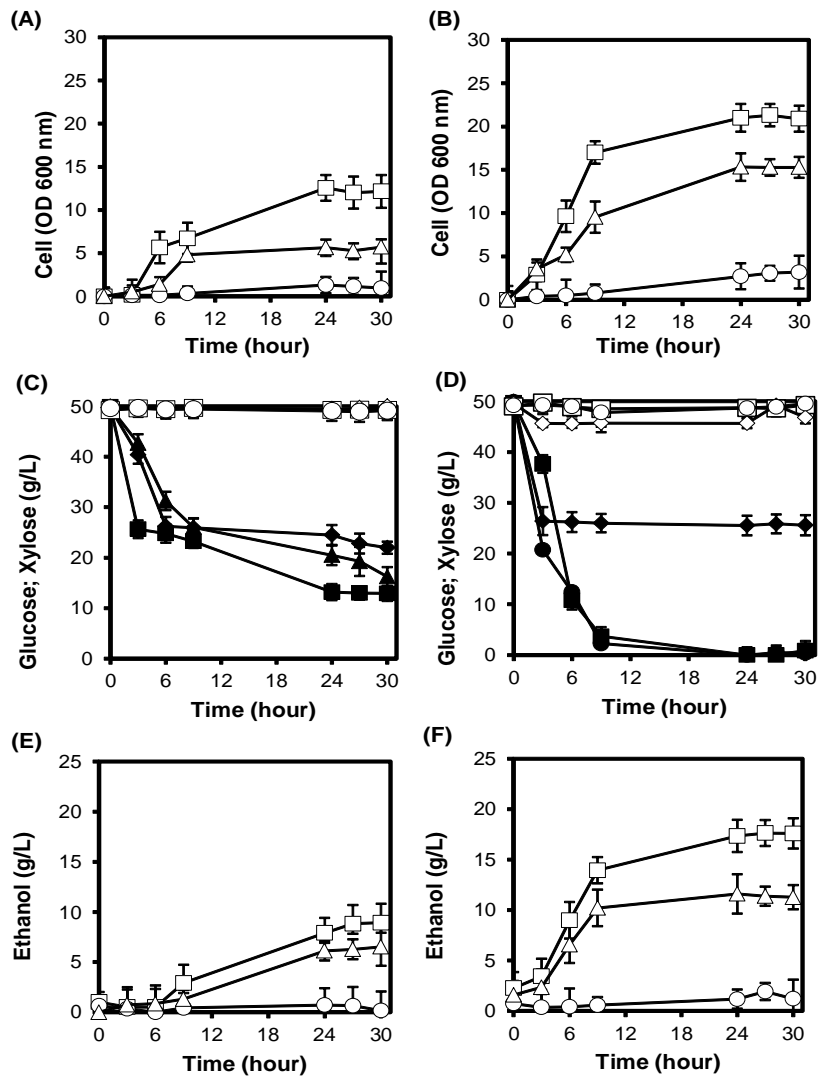 (A)
30
25
20
15
10
5
0
Cell (OD 600 nm)
0 6 12 18 24 30
Time (hour)
(B)
30
25
20
15
10
5
0
Cell (OD 600 nm)
0 6 12 18 24 30
Time (hour)
(C)
50
40
30
20
10
0
Glucose; Xylose (g/L)
0 6 12 18 24 30
Time (hour)
(D)
50
40
30
20
10
0
Glucose; Xylose (g/L)
0 6 12 18 24 30
Time (hour)
(E)
25
20
15
10
5
0
Ethanol (g/L)
0 6 12 18 24 30
Time (hour)
(F)
25
20
15
10
5
0
Ethanol (g/L)
0 6 12 18 24 30
Time (hour)